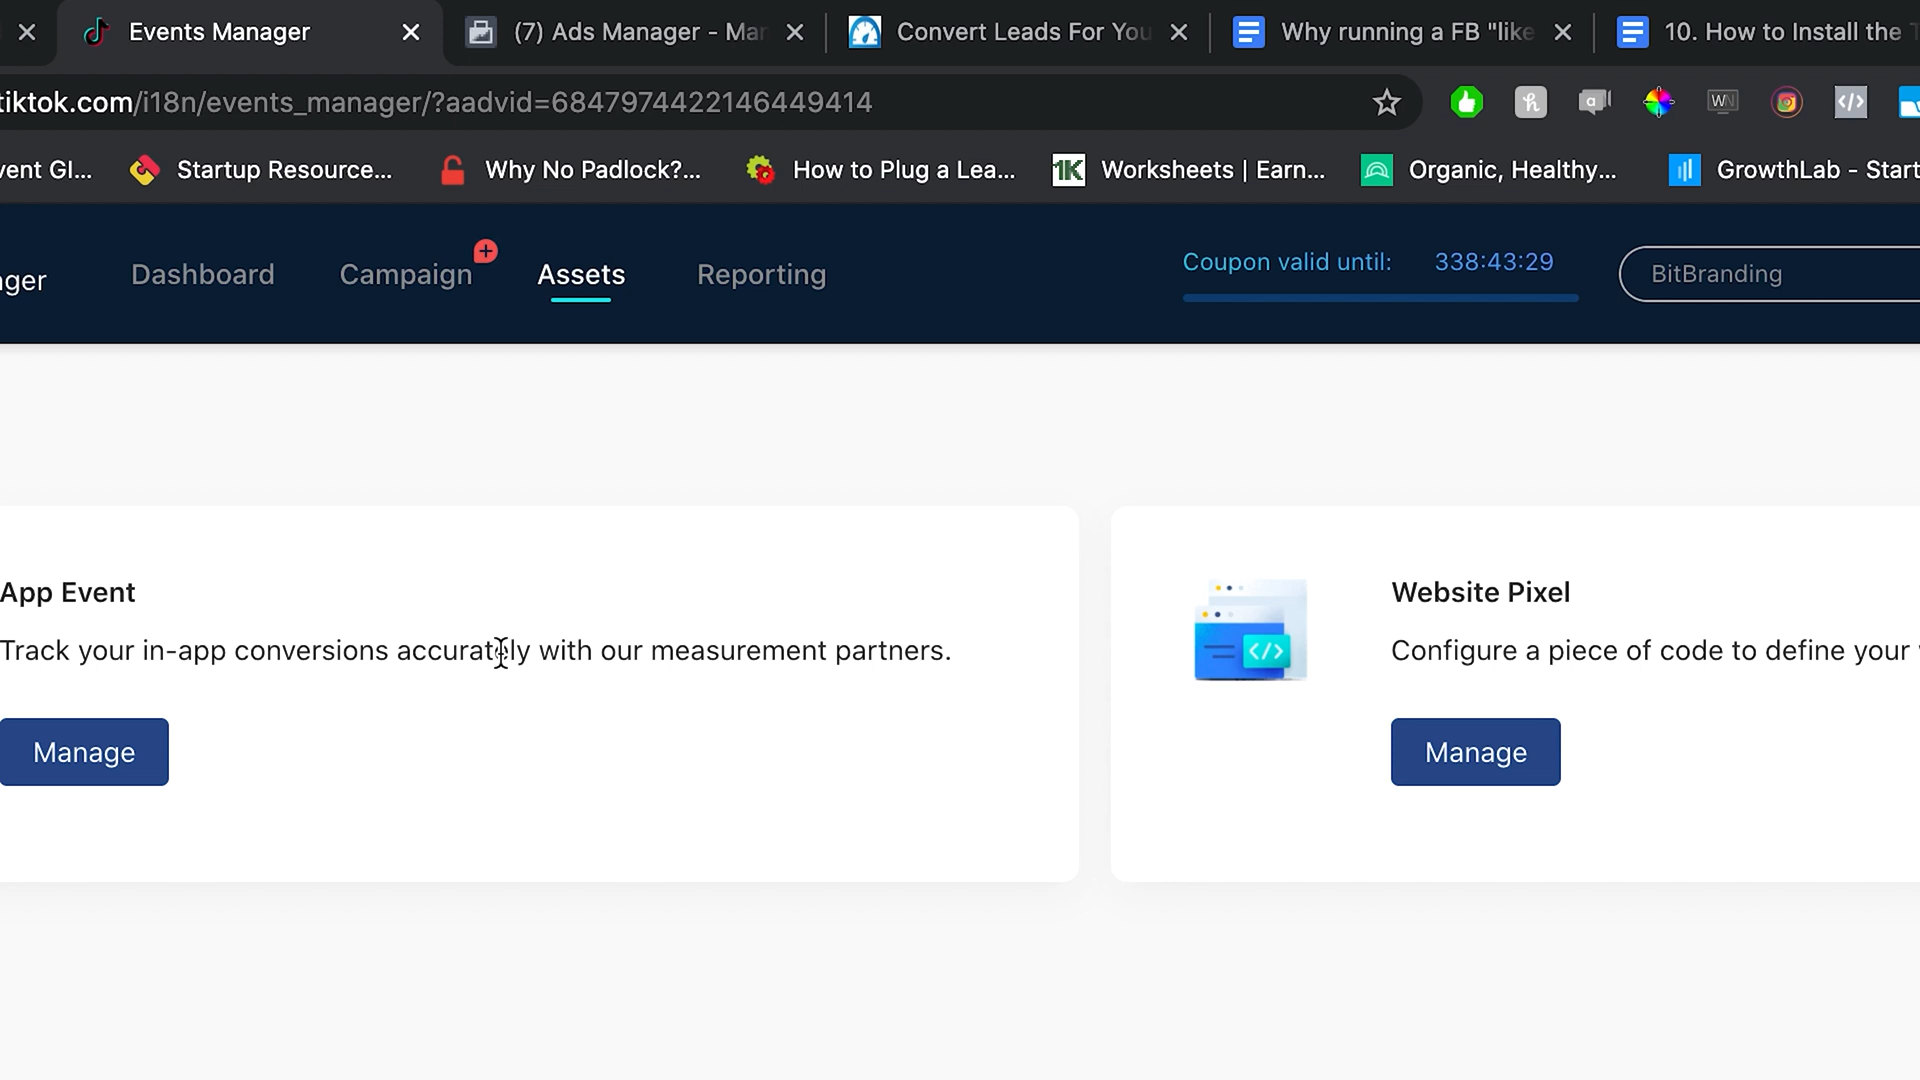 Events Manager
(7) Ads Manager - Mar
Convert Leads For You
Why running a FB "like
10. How to Install the T
tiktok.com/i18n/events_manager/?aadvid=6847974422146449414
vent Gl...
Startup Resource...
Why No Padlock?...
How to Plug a Lea...
1K
Worksheets | Earn...
Organic, Healthy...
GrowthLab - Start
ager
Dashboard
Campaign
Assets
Reporting
Coupon valid until: 338:43:29
BitBranding
App Event
Track your in-app conversions accurately with our measurement partners.
Manage
Website Pixel
Configure a piece of code to define your
Manage